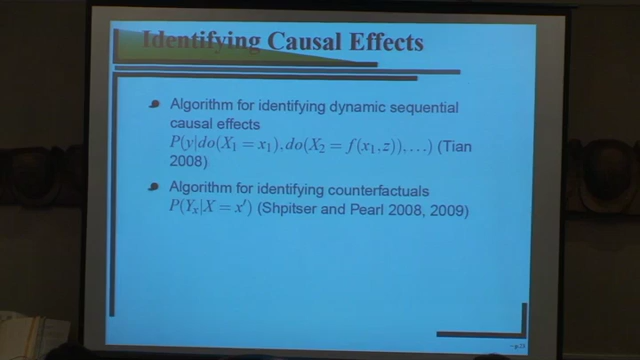 Identifying Causal Effects
Algorithm for identifying dynamic sequential
causal effects
P(y|do(X₁ = x₁), do(X₂ = f(x₁,z)),...) (Tian
2008)
Algorithm for identifying counterfactuals
P(Yₓ|X = x′) (Shpitser and Pearl 2008, 2009)